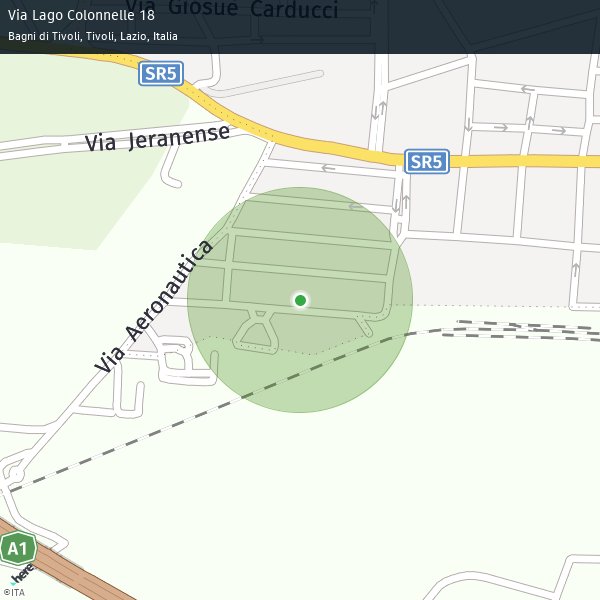 Via Giosue Carducci
Via Lago Colonnelle 18
Bagni di Tivoli, Tivoli, Lazio, Italia
SR5
Via Jeranense
SR5
Via Aeronautica
A1
here
©ITA